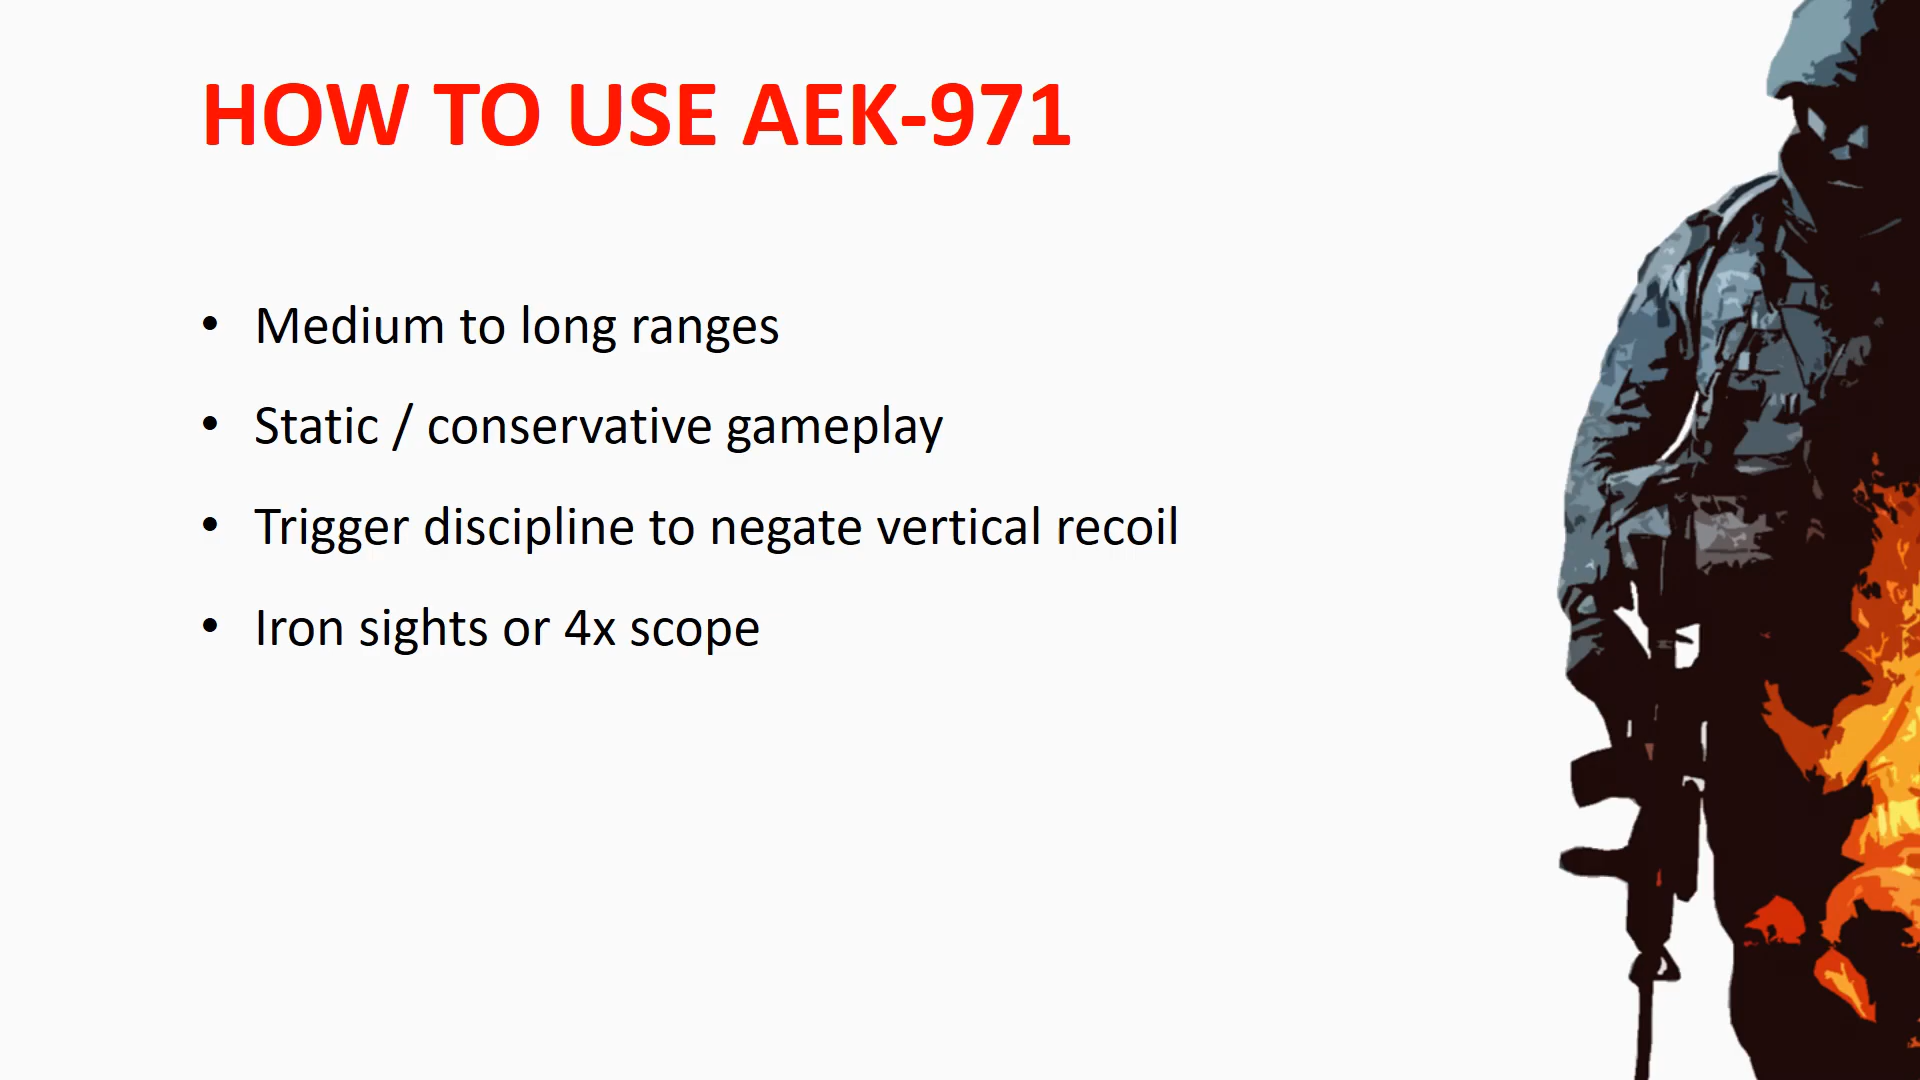 HOW TO USE AEK-971
• Medium to long ranges
• Static / conservative gameplay
• Trigger discipline to negate vertical recoil
• Iron sights or 4x scope